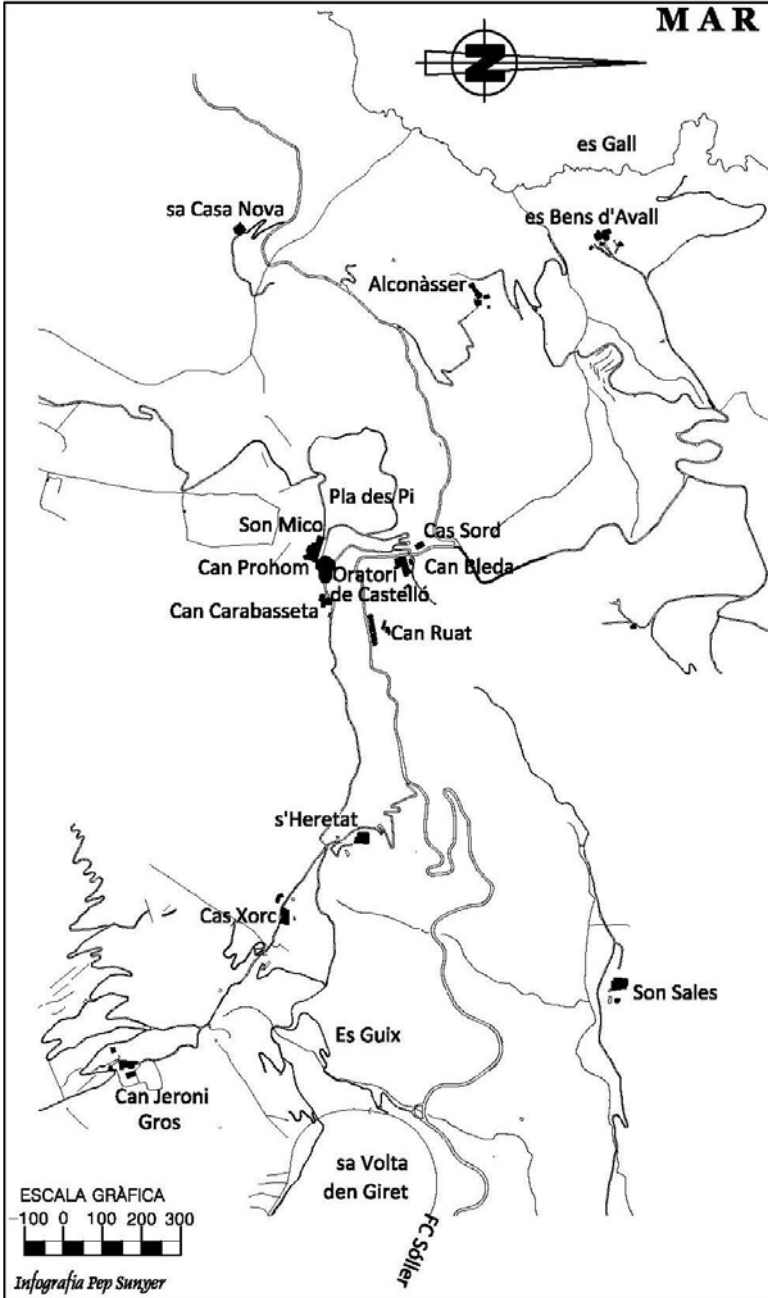 MAR
N
es Gall
sa Casa Nova
es Bens d'Avall
Alconàsser
Pla des Pi
Son Mico
Cas Sord
Can Prohom
Oratori
de Castelló
Can Bleda
Can Carabasseta
Can Ruat
s'Heretat
Cas Xorc
Son Sales
Es Guix
Can Jeroni
Gros
sa Volta
den Giret
FC Sóller
ESCALA GRÀFICA
-100 0 100 200 300
Infografia Pep Sunyer